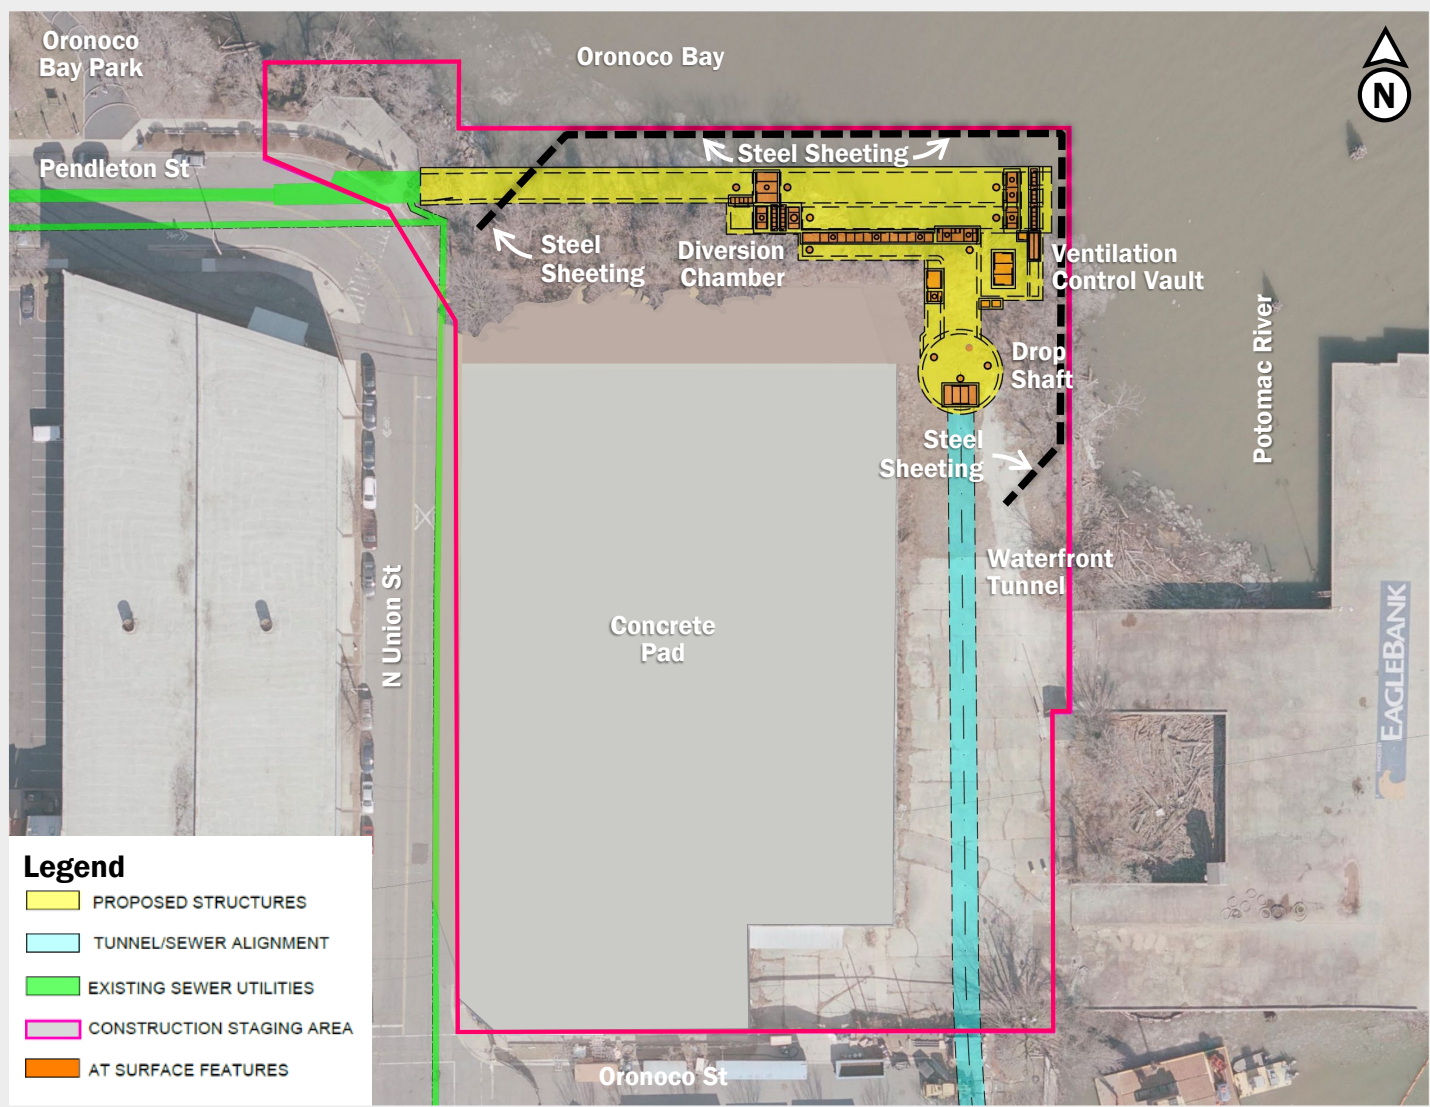 Oronoco
Bay Park
Oronoco Bay
N
Pendleton St
Steel Sheeting
Steel
Sheeting
Diversion
Chamber
Ventilation
Control Vault
Potomac River
Drop
Shaft
Steel
Sheeting
Waterfront
Tunnel
N Union St
Concrete
Pad
EAGLEBANK
Oronoco St
Legend
PROPOSED STRUCTURES
TUNNEL/SEWER ALIGNMENT
EXISTING SEWER UTILITIES
CONSTRUCTION STAGING AREA
AT SURFACE FEATURES